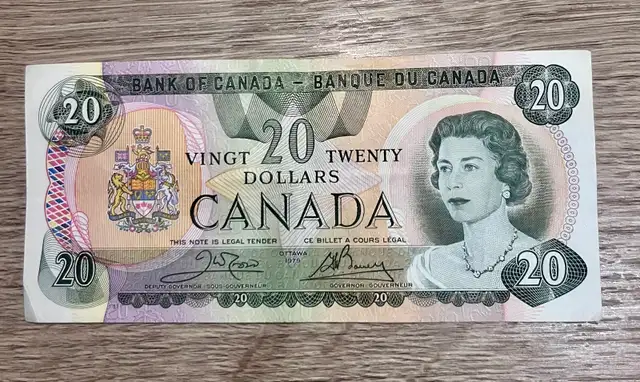 BANK OF CANADA – BANQUE DU CANADA
20 20
VINGT 20 TWENTY
DOLLARS
CANADA
THIS NOTE IS LEGAL TENDER CE BILLET A COURS LÉGAL
OTTAWA
1979
20 20
DEPUTY-GOVERNOR - SOUS-GOUVERNEUR GOVERNOR - GOUVERNEUR
20 20